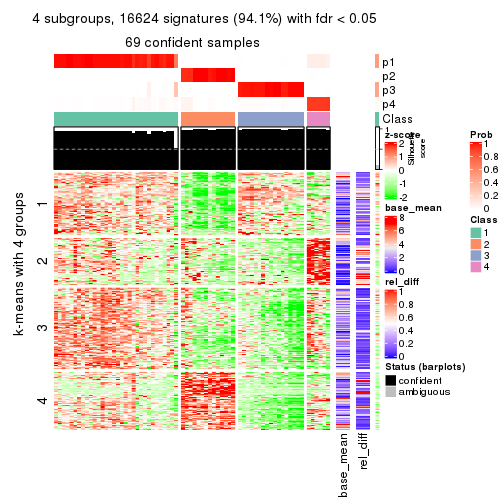 4 subgroups, 16624 signatures (94.1%) with fdr < 0.05
69 confident samples
p1
p2
p3
p4
Class
1
Silhouette
score
z-score
2
1
0
-1
-2
base_mean
8
6
4
2
0
rel_diff
1
0.8
0.6
0.4
0.2
0
Status (barplots)
confident
ambiguous
Prob
1
0.8
0.6
0.4
0.2
0
Class
1
2
3
4
k-means with 4 groups
1
2
3
4
base_mean
rel_diff